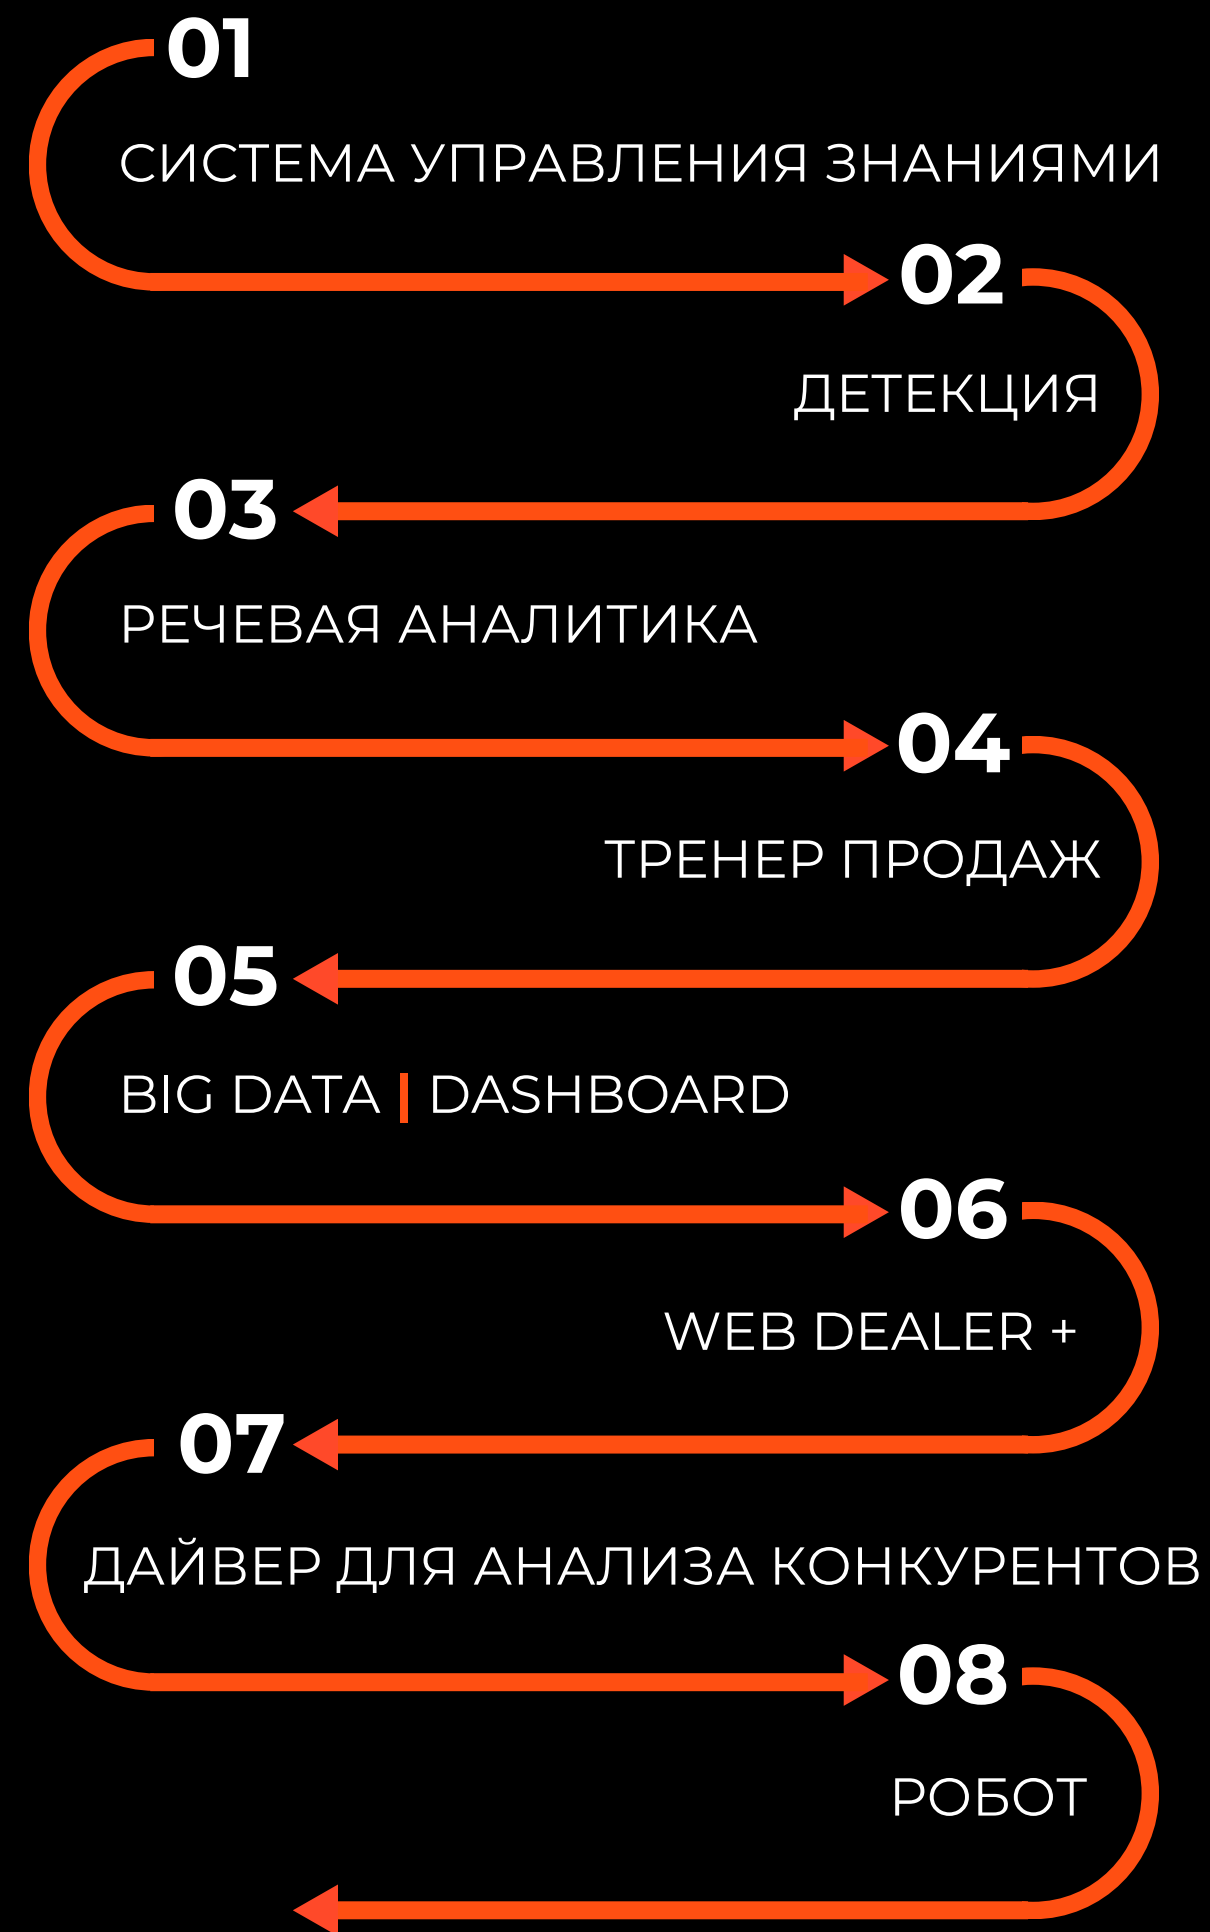 01
СИСТЕМА УПРАВЛЕНИЯ ЗНАНИЯМИ
02
ДЕТЕКЦИЯ
03
РЕЧЕВАЯ АНАЛИТИКА
04
ТРЕНЕР ПРОДАЖ
05
BIG DATA | DASHBOARD
06
WEB DEALER +
07
ДАЙВЕР ДЛЯ АНАЛИЗА КОНКУРЕНТОВ
08
РОБОТ